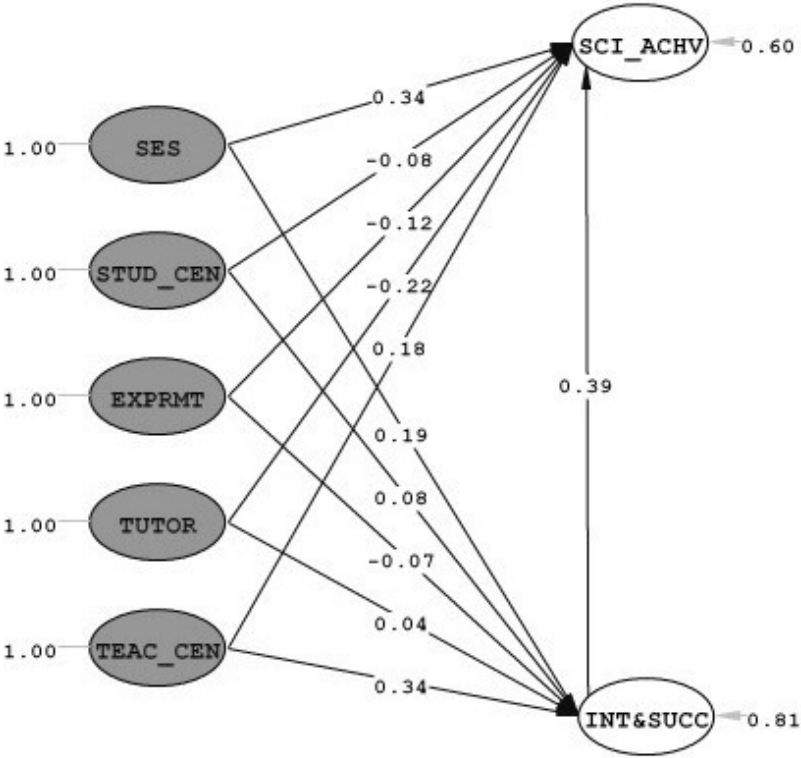 SCI_ACHV
0.60
0.34
1.00
SES
-0.08
-0.12
1.00
STUD_CEN
-0.22
0.18
0.39
1.00
EXPRMT
0.19
0.08
1.00
TUTOR
-0.07
0.04
1.00
TEAC_CEN
0.34
INT&SUCC
0.81